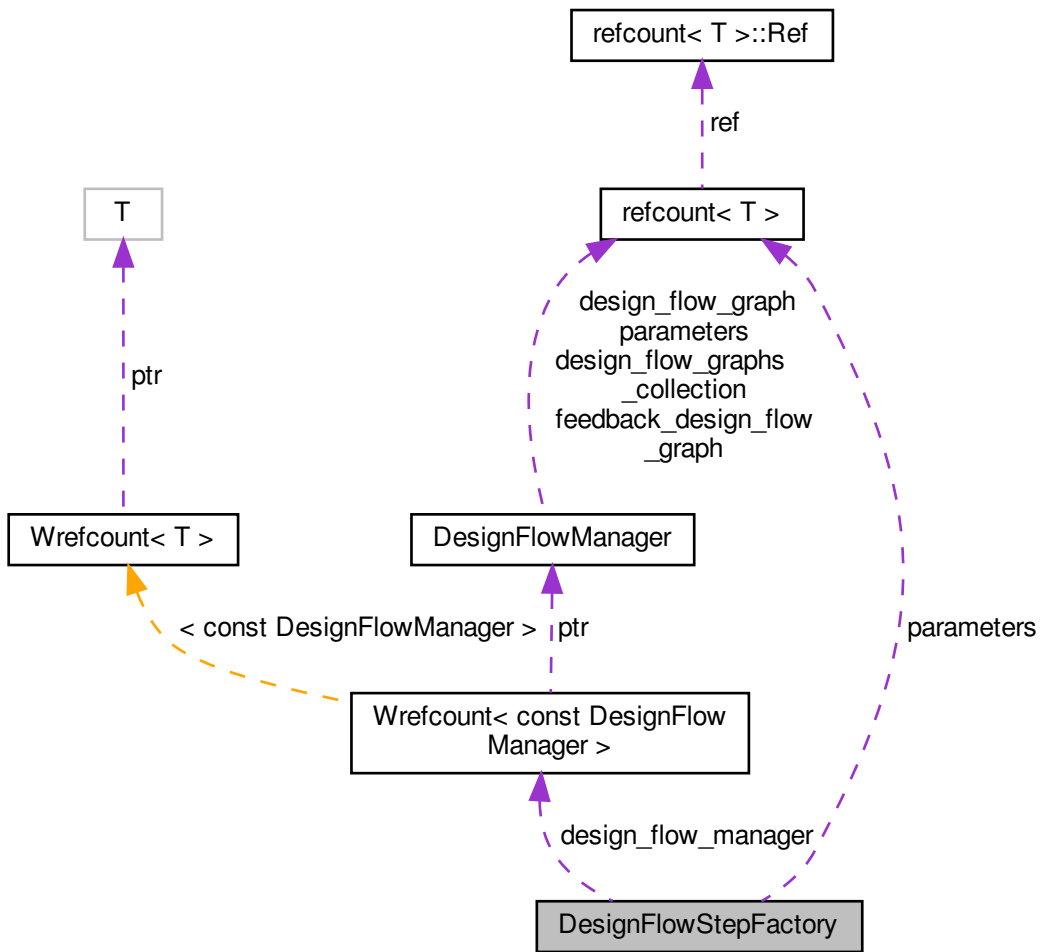 refcount< T >::Ref
ref
T
refcount< T >
design_flow_graph
parameters
design_flow_graphs
_collection
feedback_design_flow
_graph
ptr
Wrefcount< T >
DesignFlowManager
< const DesignFlowManager >
ptr
parameters
Wrefcount< const DesignFlow
Manager >
design_flow_manager
DesignFlowStepFactory